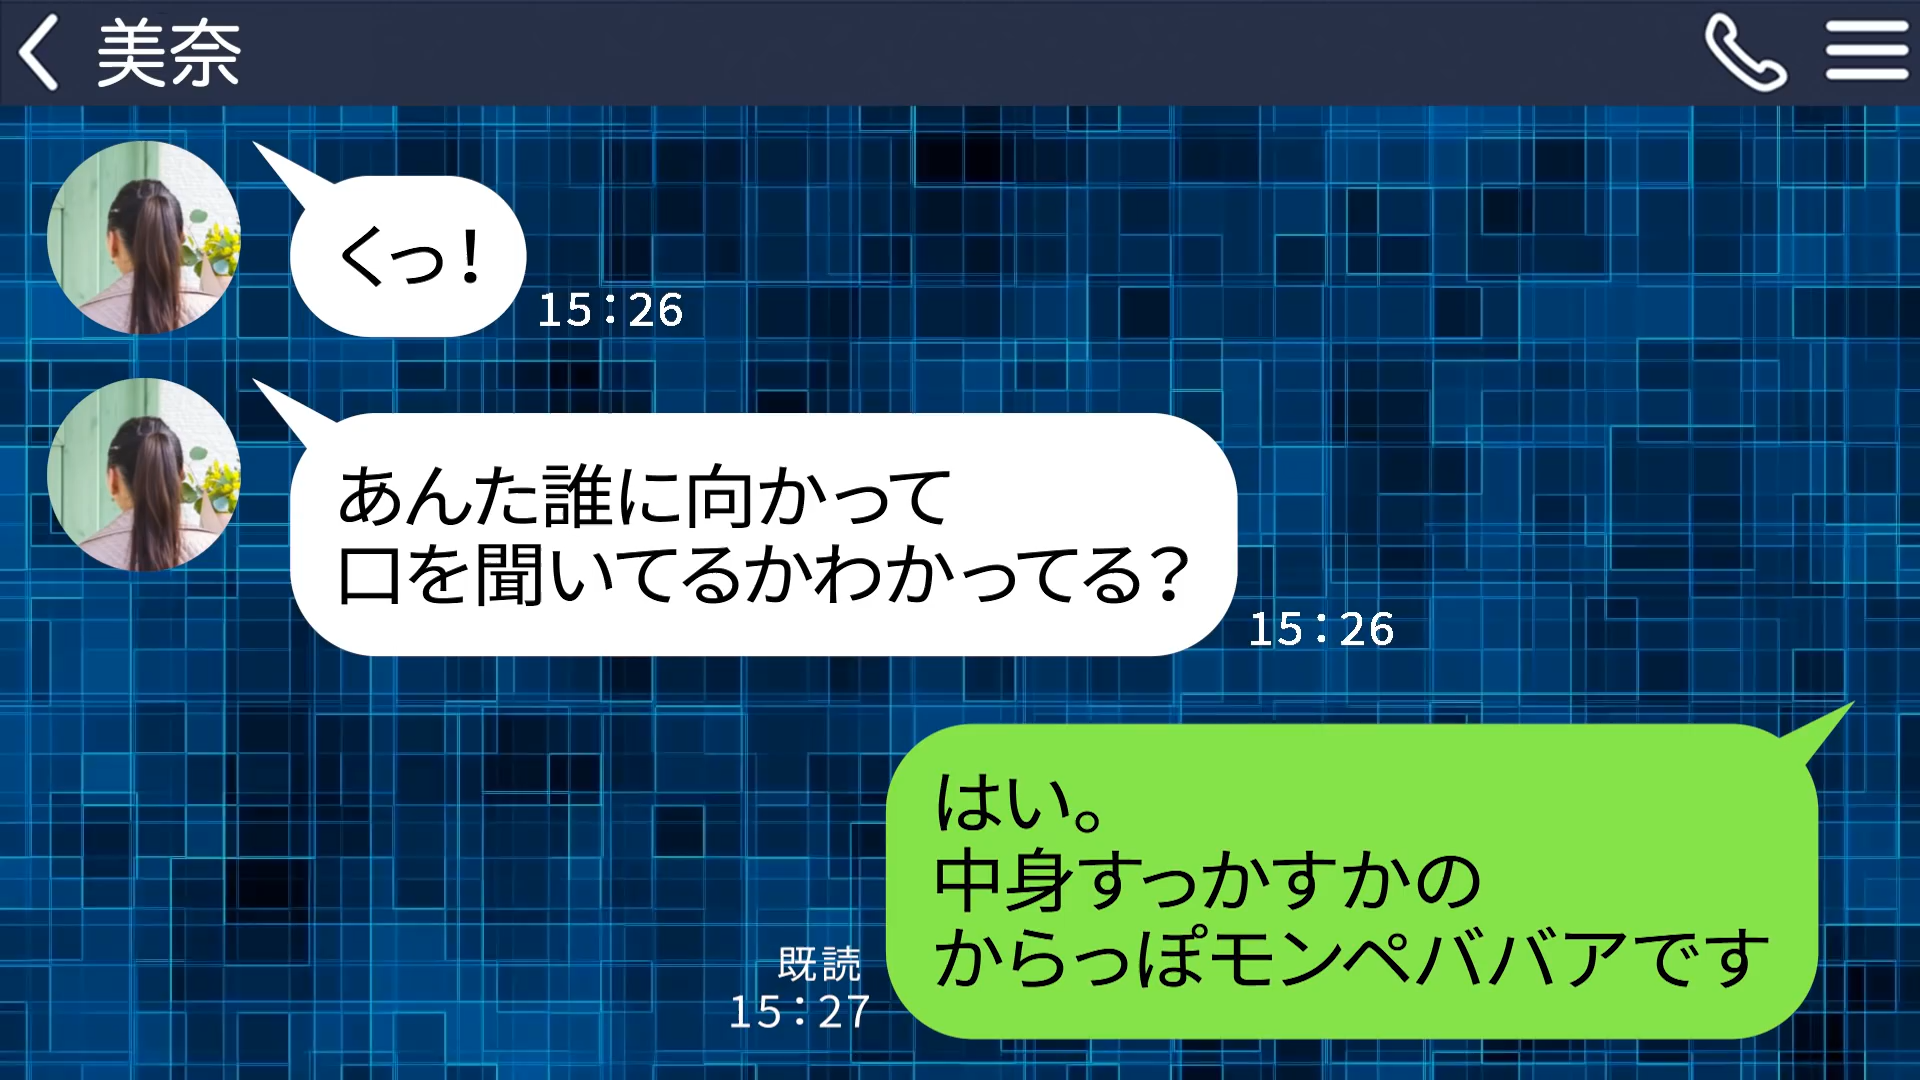 美奈
くっ！
15：26
あんた誰に向かって
口を聞いてるかわかってる？
15：26
はい。
中身すっかすかの
からっぽモンペババアです
既読
15：27